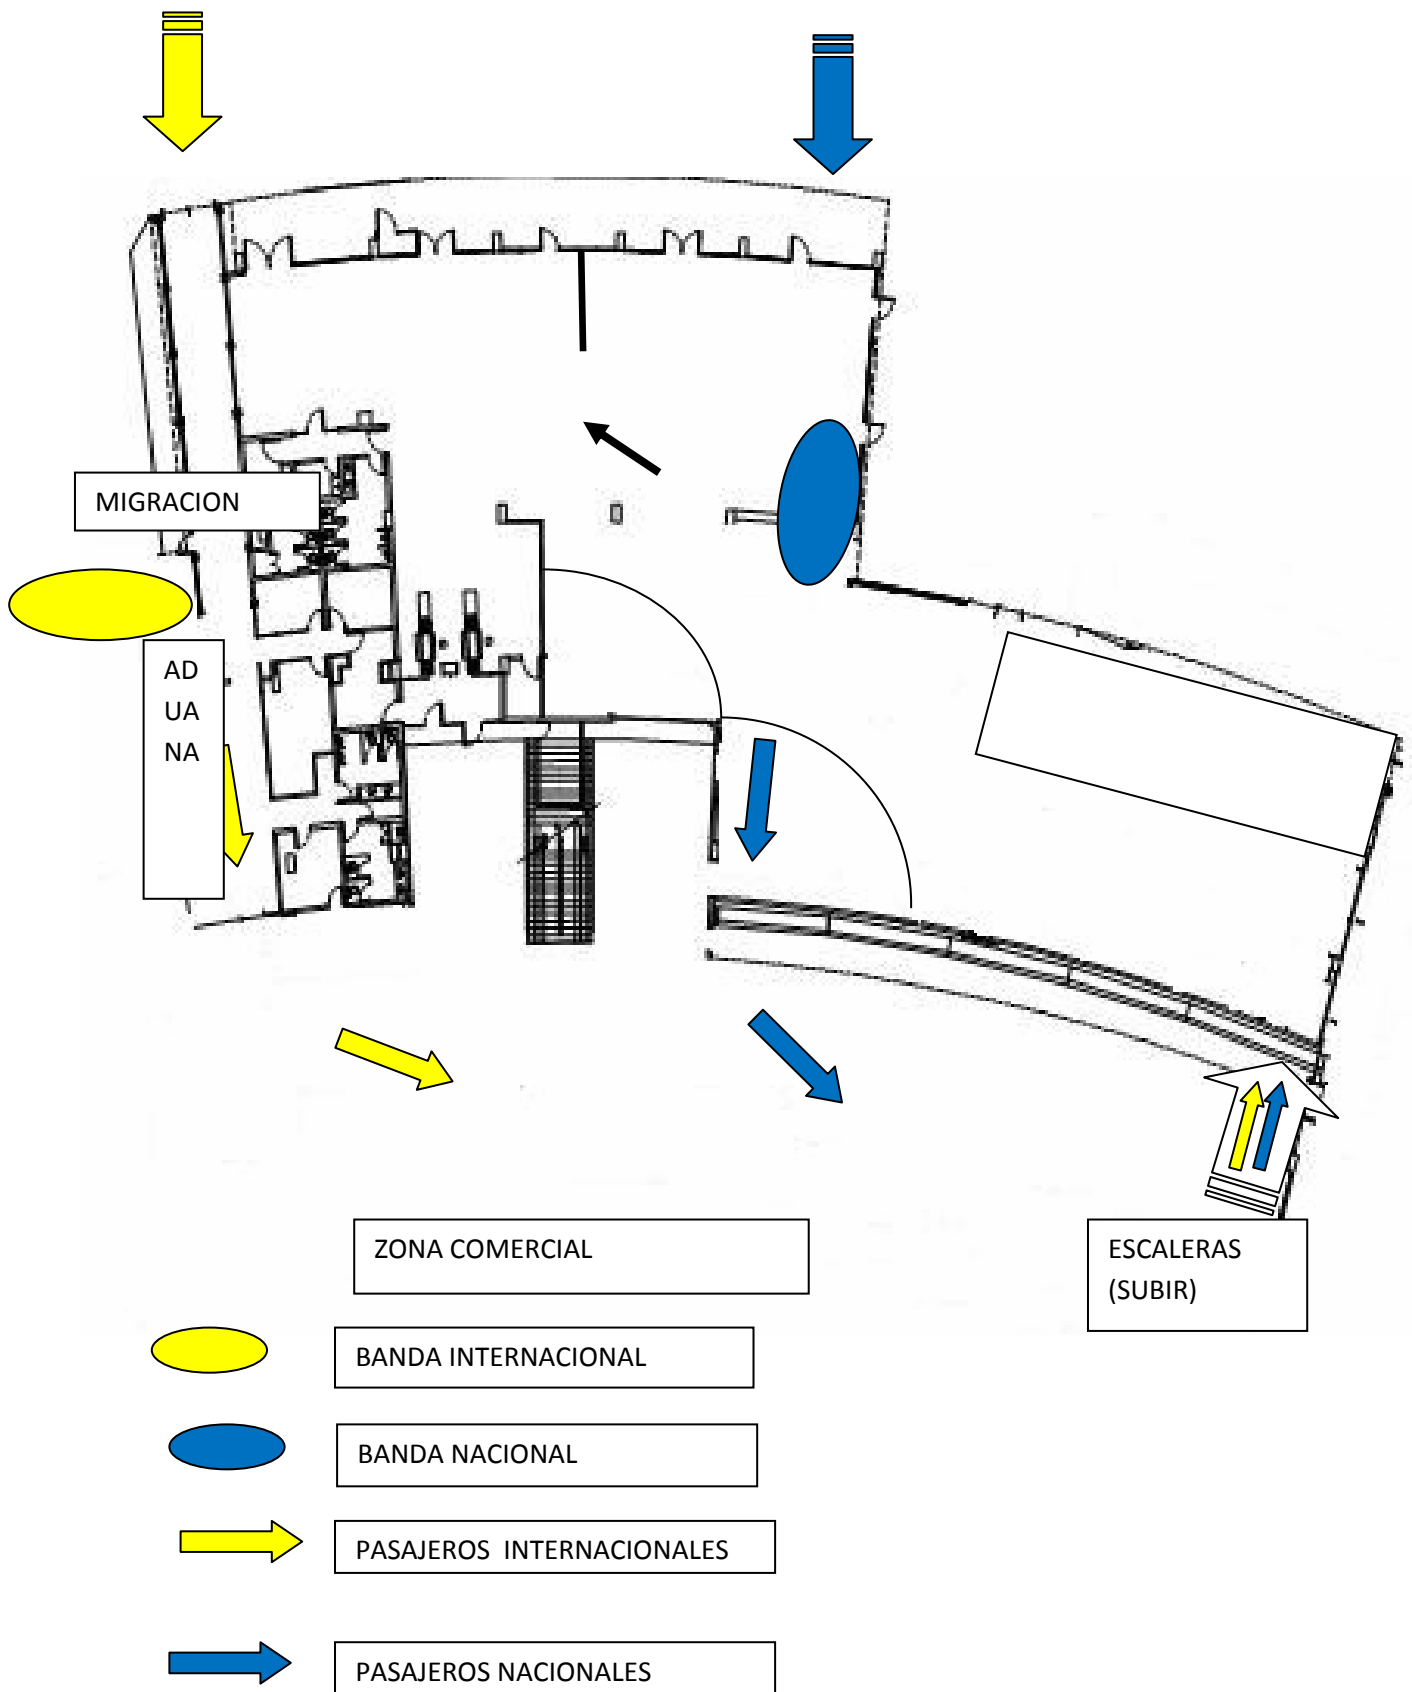 MIGRACION
AD
UA
NA
ZONA COMERCIAL
ESCALERAS
(SUBIR)
BANDA INTERNACIONAL
BANDA NACIONAL
PASAJEROS  INTERNACIONALES
PASAJEROS NACIONALES